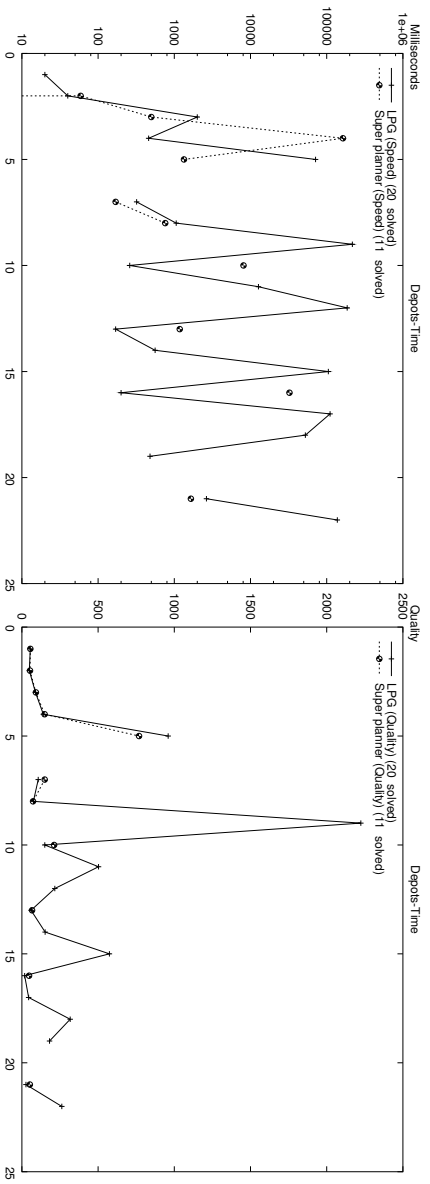 Depots-Time
Milliseconds
1e+06
100000
10000
1000
100
10
0
5
10
15
20
25
LPG (Speed) (20 solved)
Super planner (Speed) (11 solved)
Depots-Time
Quality
2500
2000
1500
1000
500
0
0
5
10
15
20
25
LPG (Quality) (20 solved)
Super planner (Quality) (11 solved)